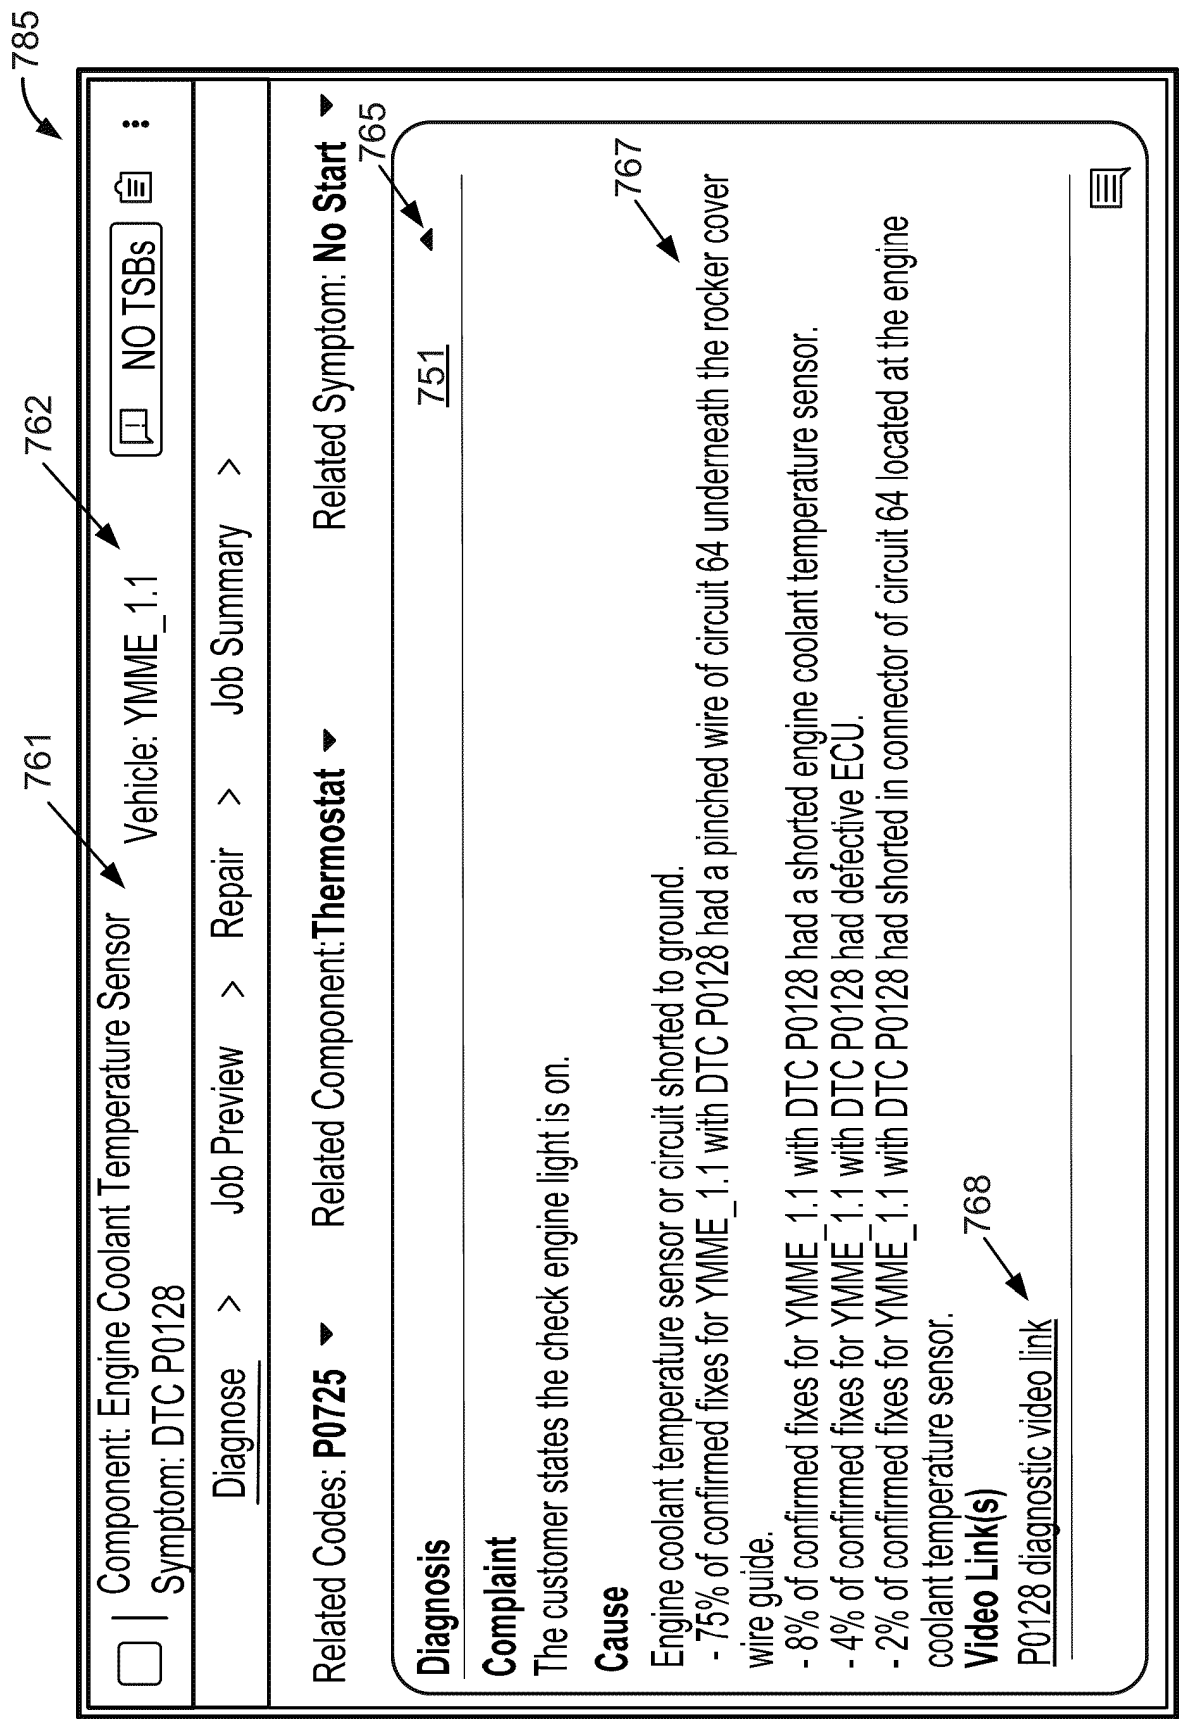 785
761
762
Component: Engine Coolant Temperature Sensor
Symptom: DTC P0128
Vehicle: YMME_1.1
! NO TSBs
Diagnose > Job Preview > Repair > Job Summary >
Related Codes: P0725
Related Component:Thermostat
Related Symptom: No Start
765
Diagnosis
751
Complaint
The customer states the check engine light is on.
Cause
767
Engine coolant temperature sensor or circuit shorted to ground.
- 75% of confirmed fixes for YMME_1.1 with DTC P0128 had a pinched wire of circuit 64 underneath the rocker cover
wire guide.
- 8% of confirmed fixes for YMME_1.1 with DTC P0128 had a shorted engine coolant temperature sensor.
- 4% of confirmed fixes for YMME_1.1 with DTC P0128 had defective ECU.
- 2% of confirmed fixes for YMME_1.1 with DTC P0128 had shorted in connector of circuit 64 located at the engine
coolant temperature sensor.
Video Link(s)
768
P0128 diagnostic video link